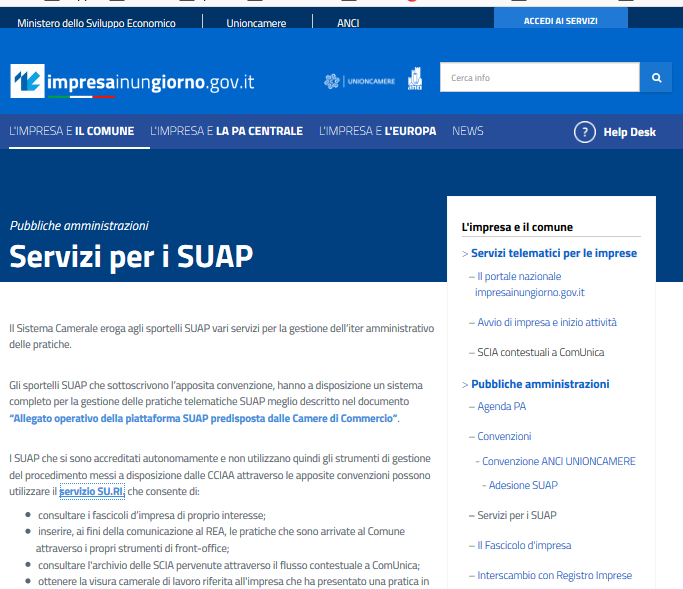 Ministero dello Sviluppo Economico
Unioncamere
ANCI
ACCEDI AI SERVIZI
impresainungiorno.gov.it
UNIONCAMERE
anci
Cerca info
L'IMPRESA E IL COMUNE
L'IMPRESA E LA PA CENTRALE
L'IMPRESA E L'EUROPA
NEWS
? Help Desk
Pubbliche amministrazioni
Servizi per i SUAP
Il Sistema Camerale eroga agli sportelli SUAP vari servizi per la gestione dell'iter amministrativo
delle pratiche.
Gli sportelli SUAP che sottoscrivono l'apposita convenzione, hanno a disposizione un sistema
completo per la gestione delle pratiche telematiche SUAP meglio descritto nel documento
“Allegato operativo della piattaforma SUAP predisposta dalle Camere di Commercio”.
I SUAP che si sono accreditati autonomamente e non utilizzano quindi gli strumenti di gestione
del procedimento messi a disposizione dalle CCIAA attraverso le apposite convenzioni possono
utilizzare il servizio SU.RI. che consente di:
• consultare i fascicoli d'impresa di proprio interesse;
• inserire, ai fini della comunicazione al REA, le pratiche che sono arrivate al Comune
attraverso i propri strumenti di front-office;
• consultare l'archivio delle SCIA pervenute attraverso il flusso contestuale a ComUnica;
• ottenere la visura camerale di lavoro riferita all'impresa che ha presentato una pratica in
L'impresa e il comune
> Servizi telematici per le imprese
– Il portale nazionale
impresainungiorno.gov.it
– Avvio di impresa e inizio attività
– SCIA contestuali a ComUnica
> Pubbliche amministrazioni
– Agenda PA
– Convenzioni
- Convenzione ANCI UNIONCAMERE
- Adesione SUAP
– Servizi per i SUAP
– Il Fascicolo d'impresa
– Interscambio con Registro Imprese